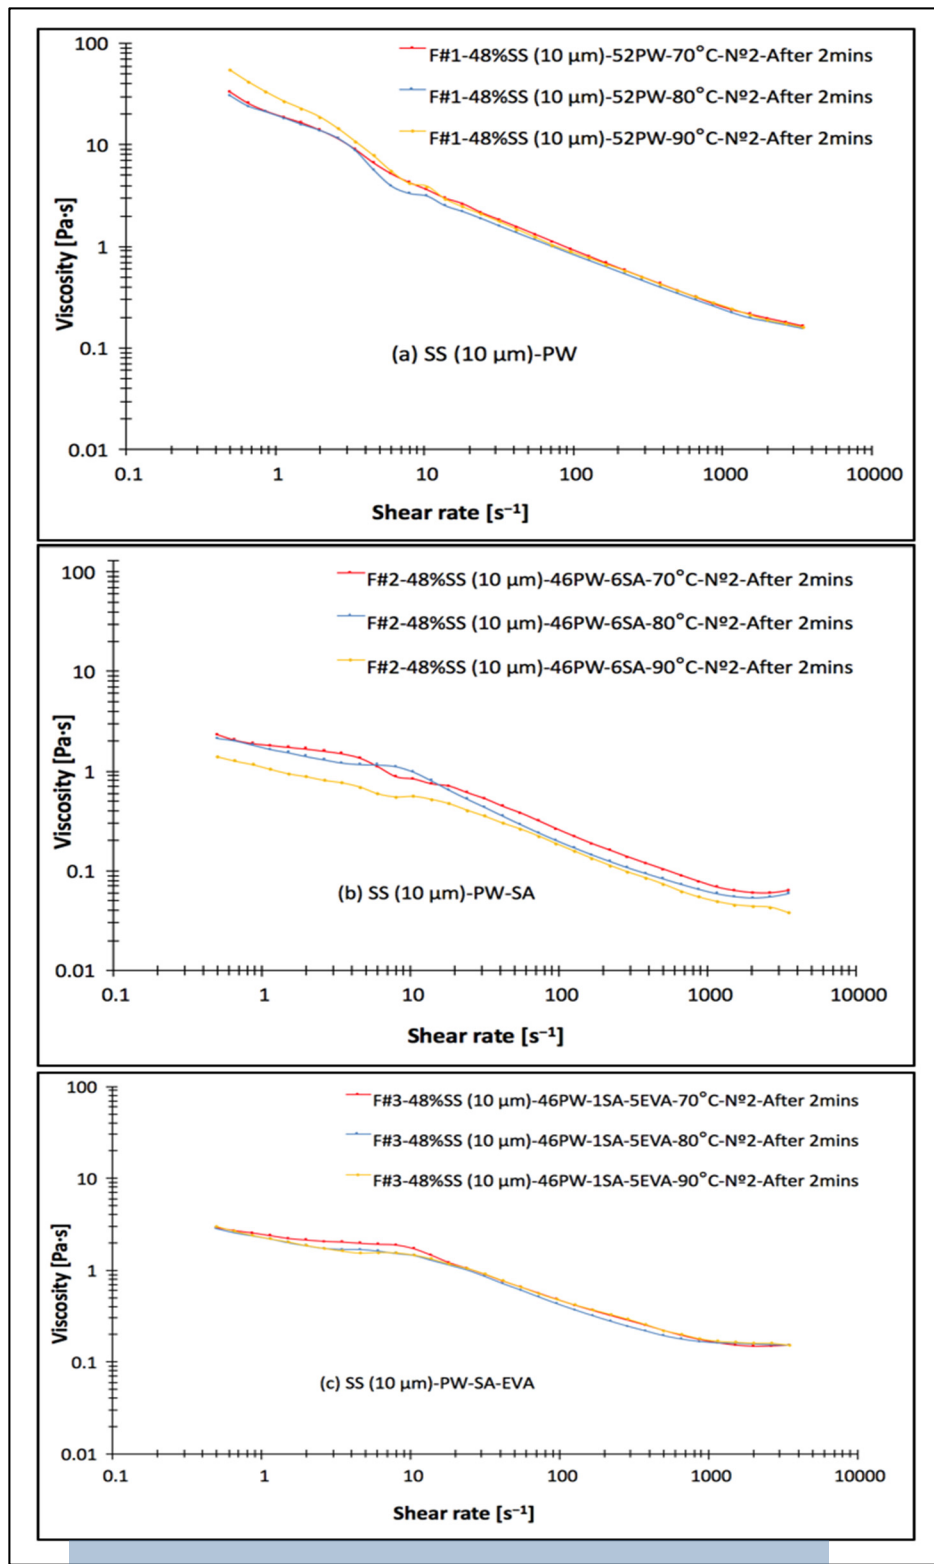 F#1-48%SS (10 µm)-52PW-70°C-Nº2-After 2mins
F#1-48%SS (10 µm)-52PW-80°C-Nº2-After 2mins
F#1-48%SS (10 µm)-52PW-90°C-Nº2-After 2mins
Viscosity [Pa·s]
100
10
1
0.1
0.01
(a) SS (10 µm)-PW
0.1 1 10 100 1000 10000
Shear rate [s⁻¹]
F#2-48%SS (10 µm)-46PW-6SA-70°C-Nº2-After 2mins
F#2-48%SS (10 µm)-46PW-6SA-80°C-Nº2-After 2mins
F#2-48%SS (10 µm)-46PW-6SA-90°C-Nº2-After 2mins
Viscosity [Pa·s]
100
10
1
0.1
0.01
(b) SS (10 µm)-PW-SA
0.1 1 10 100 1000 10000
Shear rate [s⁻¹]
F#3-48%SS (10 µm)-46PW-1SA-5EVA-70°C-Nº2-After 2mins
F#3-48%SS (10 µm)-46PW-1SA-5EVA-80°C-Nº2-After 2mins
F#3-48%SS (10 µm)-46PW-1SA-5EVA-90°C-Nº2-After 2mins
Viscosity [Pa·s]
100
10
1
0.1
0.01
(c) SS (10 µm)-PW-SA-EVA
0.1 1 10 100 1000 10000
Shear rate [s⁻¹]